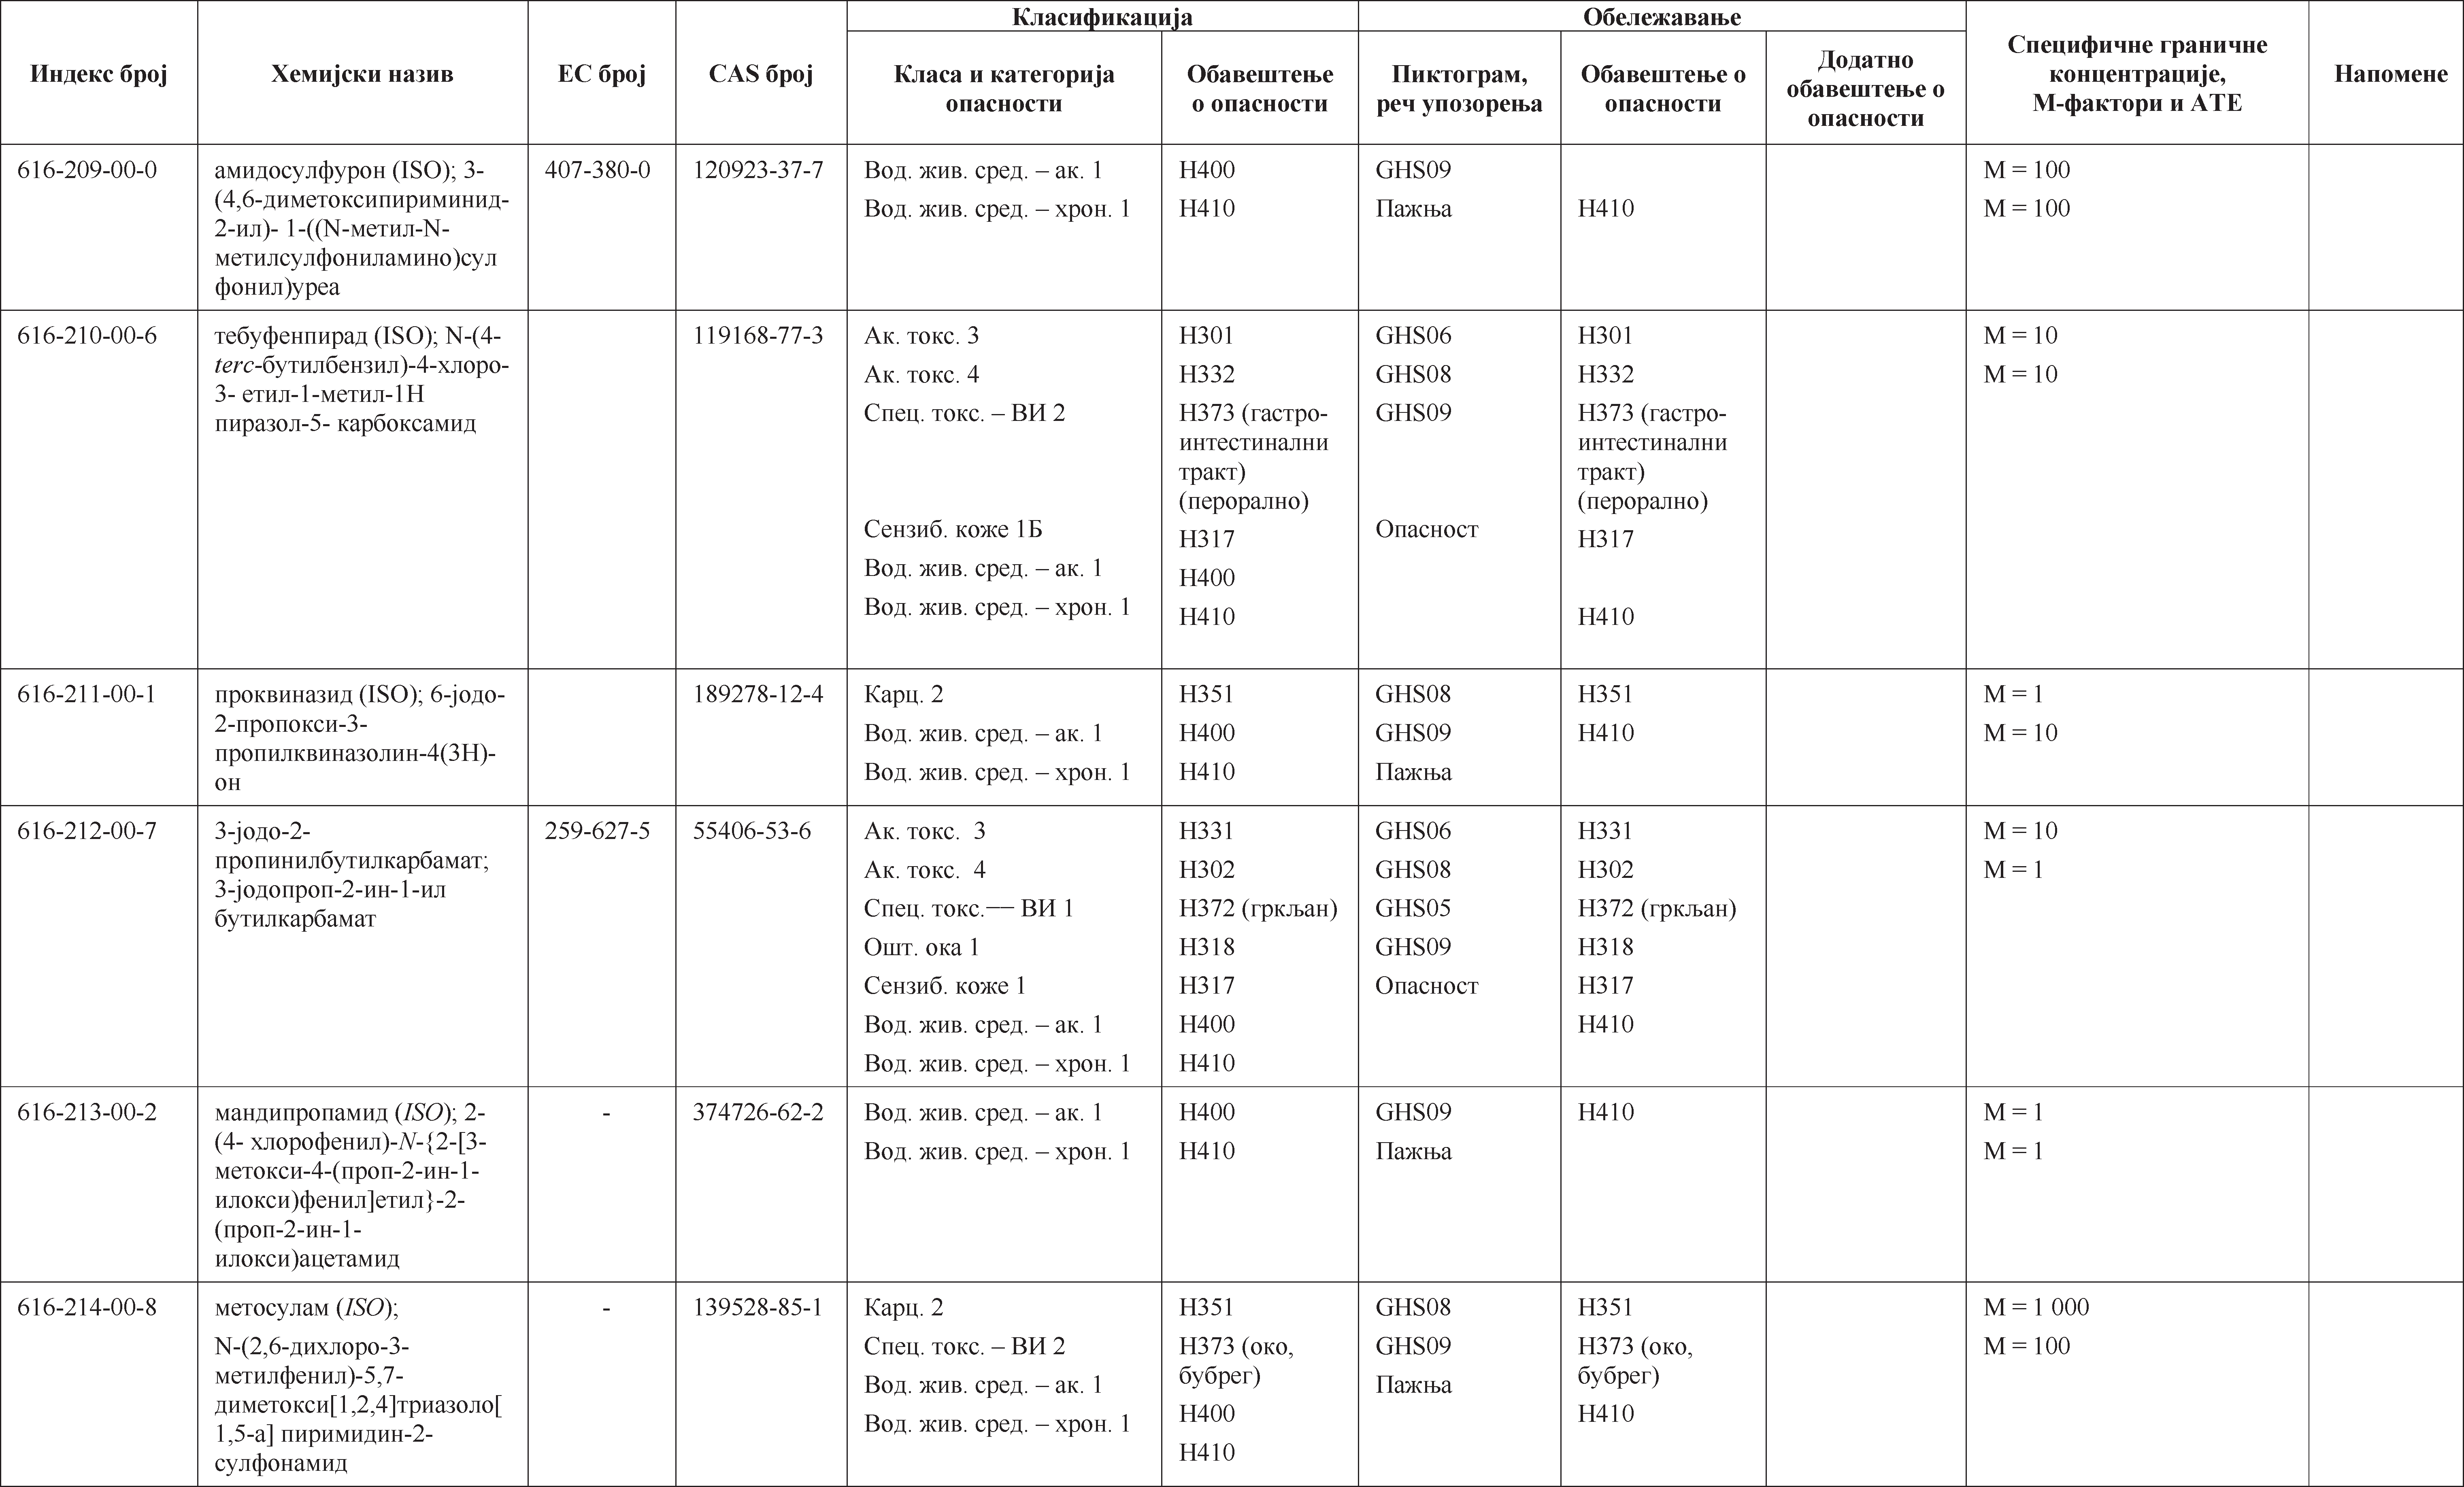 Класификација
Обележавање
Индекс број
Хемијски назив
ЕС број
CAS број
Класа и категорија
опасности
Обавештење
о опасности
Пиктограм,
реч упозорења
Обавештење о
опасности
Додатно
обавештење о
опасности
Специфичне граничне
концентрације,
М-фактори и АТЕ
Напомене
616-209-00-0
амидосулфурон (ISO); 3-
(4,6-диметоксипириминид-
2-ил)- 1-((N-метил-N-
метилсулфониламино)сул
фонил)уреа
407-380-0
120923-37-7
Вод. жив. сред. – ак. 1
Вод. жив. сред. – хрон. 1
H400
H410
GHS09
Пажња
H410
M = 100
M = 100
616-210-00-6
тебуфенпирад (ISO); N-(4-
terc-бутилбензил)-4-хлоро-
3- етил-1-метил-1H
пиразол-5- карбоксамид
119168-77-3
Ак. токс. 3
Ак. токс. 4
Спец. токс. – ВИ 2
Сензиб. коже 1Б
Вод. жив. сред. – ак. 1
Вод. жив. сред. – хрон. 1
H301
H332
H373 (гастро-
интестинални
тракт)
(перорално)
H317
H400
H410
GHS06
GHS08
GHS09
Опасност
H301
H332
H373 (гастро-
интестинални
тракт)
(перорално)
H317
H410
M = 10
M = 10
616-211-00-1
проквиназид (ISO); 6-јодо-
2-пропокси-3-
пропилквиназолин-4(3H)-
он
189278-12-4
Карц. 2
Вод. жив. сред. – ак. 1
Вод. жив. сред. – хрон. 1
H351
H400
H410
GHS08
GHS09
Пажња
H351
H410
M = 1
M = 10
616-212-00-7
3-јодо-2-
пропинилбутилкарбамат;
3-јодопроп-2-ин-1-ил
бутилкарбамат
259-627-5
55406-53-6
Ак. токс.  3
Ак. токс.  4
Спец. токс.–– ВИ 1
Ошт. ока 1
Сензиб. коже 1
Вод. жив. сред. – ак. 1
Вод. жив. сред. – хрон. 1
H331
H302
H372 (гркљан)
H318
H317
H400
H410
GHS06
GHS08
GHS05
GHS09
Опасност
H331
H302
H372 (гркљан)
H318
H317
H410
M = 10
M = 1
616-213-00-2
мандипропамид (ISO); 2-
(4- хлорофенил)-N-{2-[3-
метокси-4-(проп-2-ин-1-
илокси)фенил]етил}-2-
(проп-2-ин-1-
илокси)ацетамид
-
374726-62-2
Вод. жив. сред. – ак. 1
Вод. жив. сред. – хрон. 1
H400
H410
GHS09
Пажња
H410
M = 1
M = 1
616-214-00-8
метосулам (ISO);
N-(2,6-дихлоро-3-
метилфенил)-5,7-
диметокси[1,2,4]триазоло[
1,5-a] пиримидин-2-
сулфонамид
-
139528-85-1
Карц. 2
Спец. токс. – ВИ 2
Вод. жив. сред. – ак. 1
Вод. жив. сред. – хрон. 1
H351
H373 (око,
бубрег)
H400
H410
GHS08
GHS09
Пажња
H351
H373 (око,
бубрег)
H410
M = 1 000
M = 100